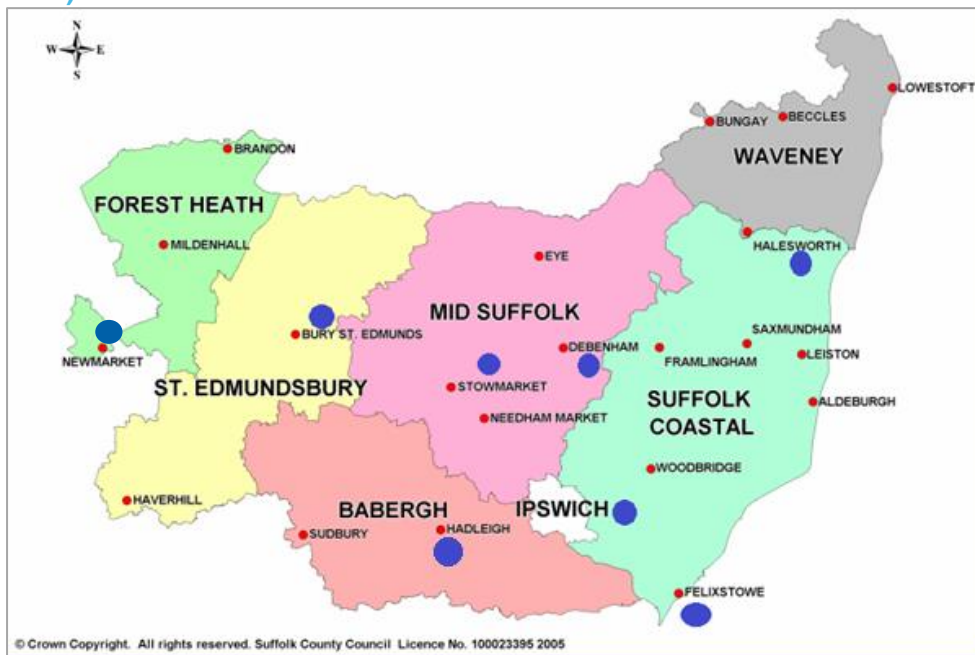 N
W E
S
LOWESTOFT
BUNGAY
BECCLES
WAVENEY
BRANDON
FOREST HEATH
MILDENHALL
EYE
HALESWORTH
MID SUFFOLK
BURY ST. EDMUNDS
NEWMARKET
DEBENHAM
FRAMLINGHAM
SAXMUNDHAM
LEISTON
ST. EDMUNDSBURY
STOWMARKET
SUFFOLK
COASTAL
ALDEBURGH
NEEDHAM MARKET
WOODBRIDGE
HAVERHILL
BABERGH
IPSWICH
SUDBURY
HADLEIGH
FELIXSTOWE
© Crown Copyright. All rights reserved. Suffolk County Council Licence No. 100023395 2005